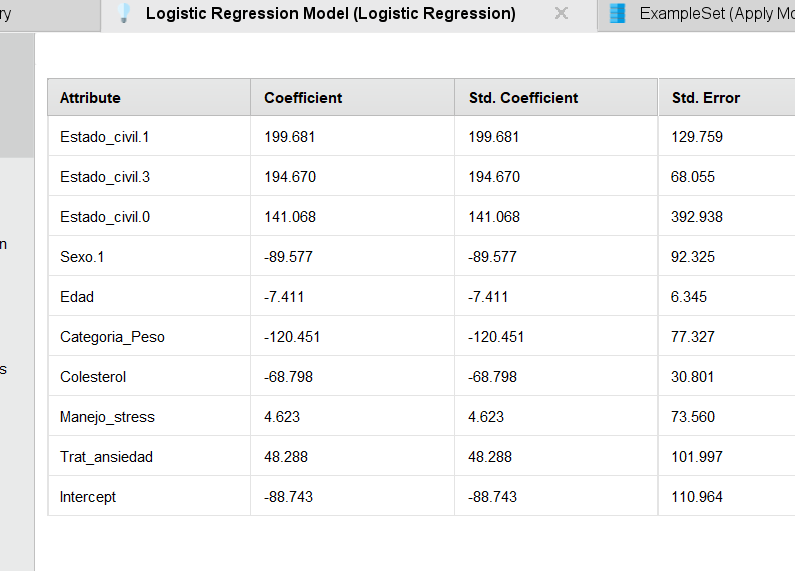 ry
Logistic Regression Model (Logistic Regression)
ExampleSet (Apply Mo
Attribute Coefficient Std. Coefficient Std. Error
Estado_civil.1 199.681 199.681 129.759
Estado_civil.3 194.670 194.670 68.055
Estado_civil.0 141.068 141.068 392.938
n
Sexo.1 -89.577 -89.577 92.325
Edad -7.411 -7.411 6.345
Categoria_Peso -120.451 -120.451 77.327
s
Colesterol -68.798 -68.798 30.801
Manejo_stress 4.623 4.623 73.560
Trat_ansiedad 48.288 48.288 101.997
Intercept -88.743 -88.743 110.964